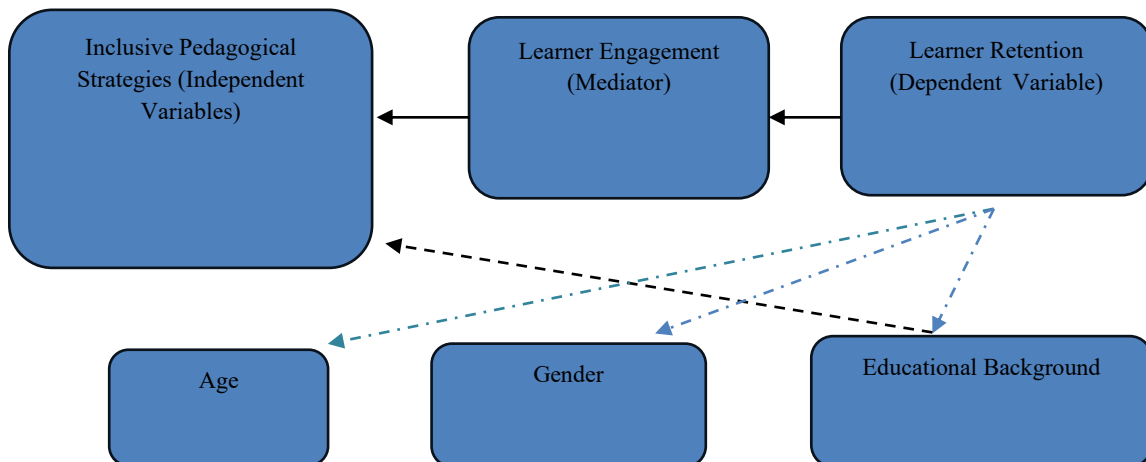 Inclusive Pedagogical
Strategies (Independent
Variables)
Learner Engagement
(Mediator)
Learner Retention
(Dependent Variable)
Age
Gender
Educational Background